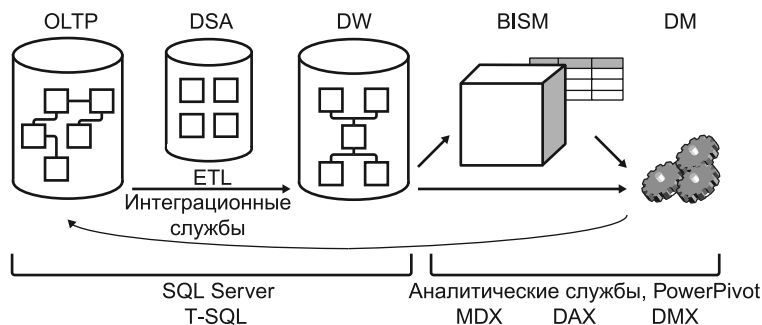 OLTP DSA DW BISM DM
ETL
Интеграционные
службы
SQL Server
T-SQL
Аналитические службы, PowerPivot
MDX DAX DMX